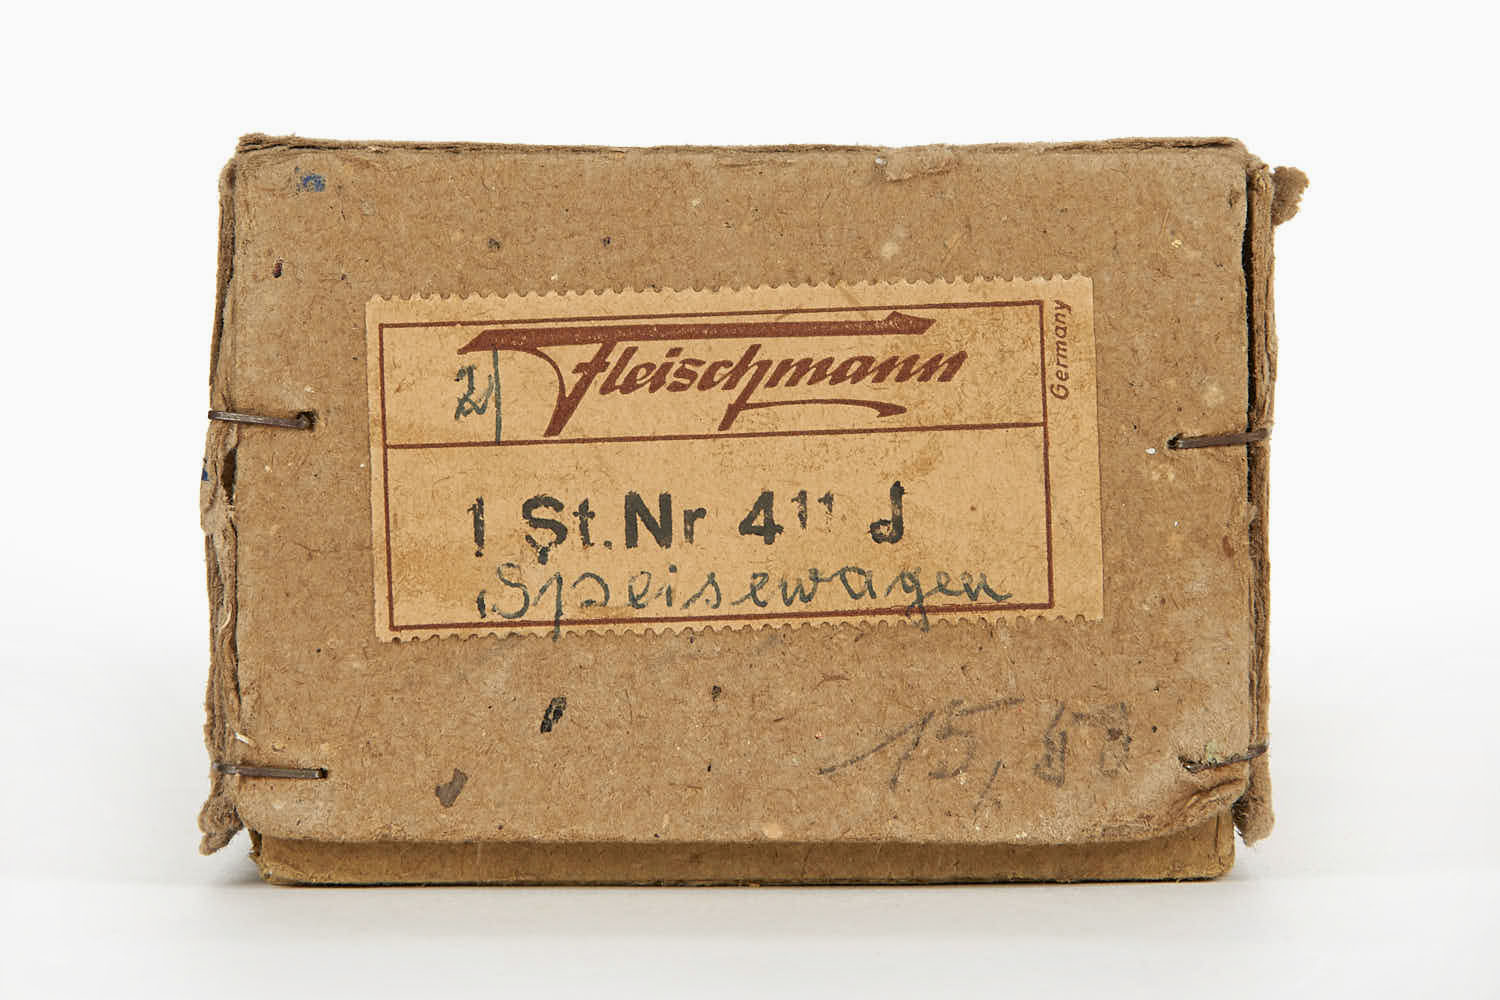 Fleischmann
Germany
1 St. Nr 4¹¹ d
Speisewagen
15,50